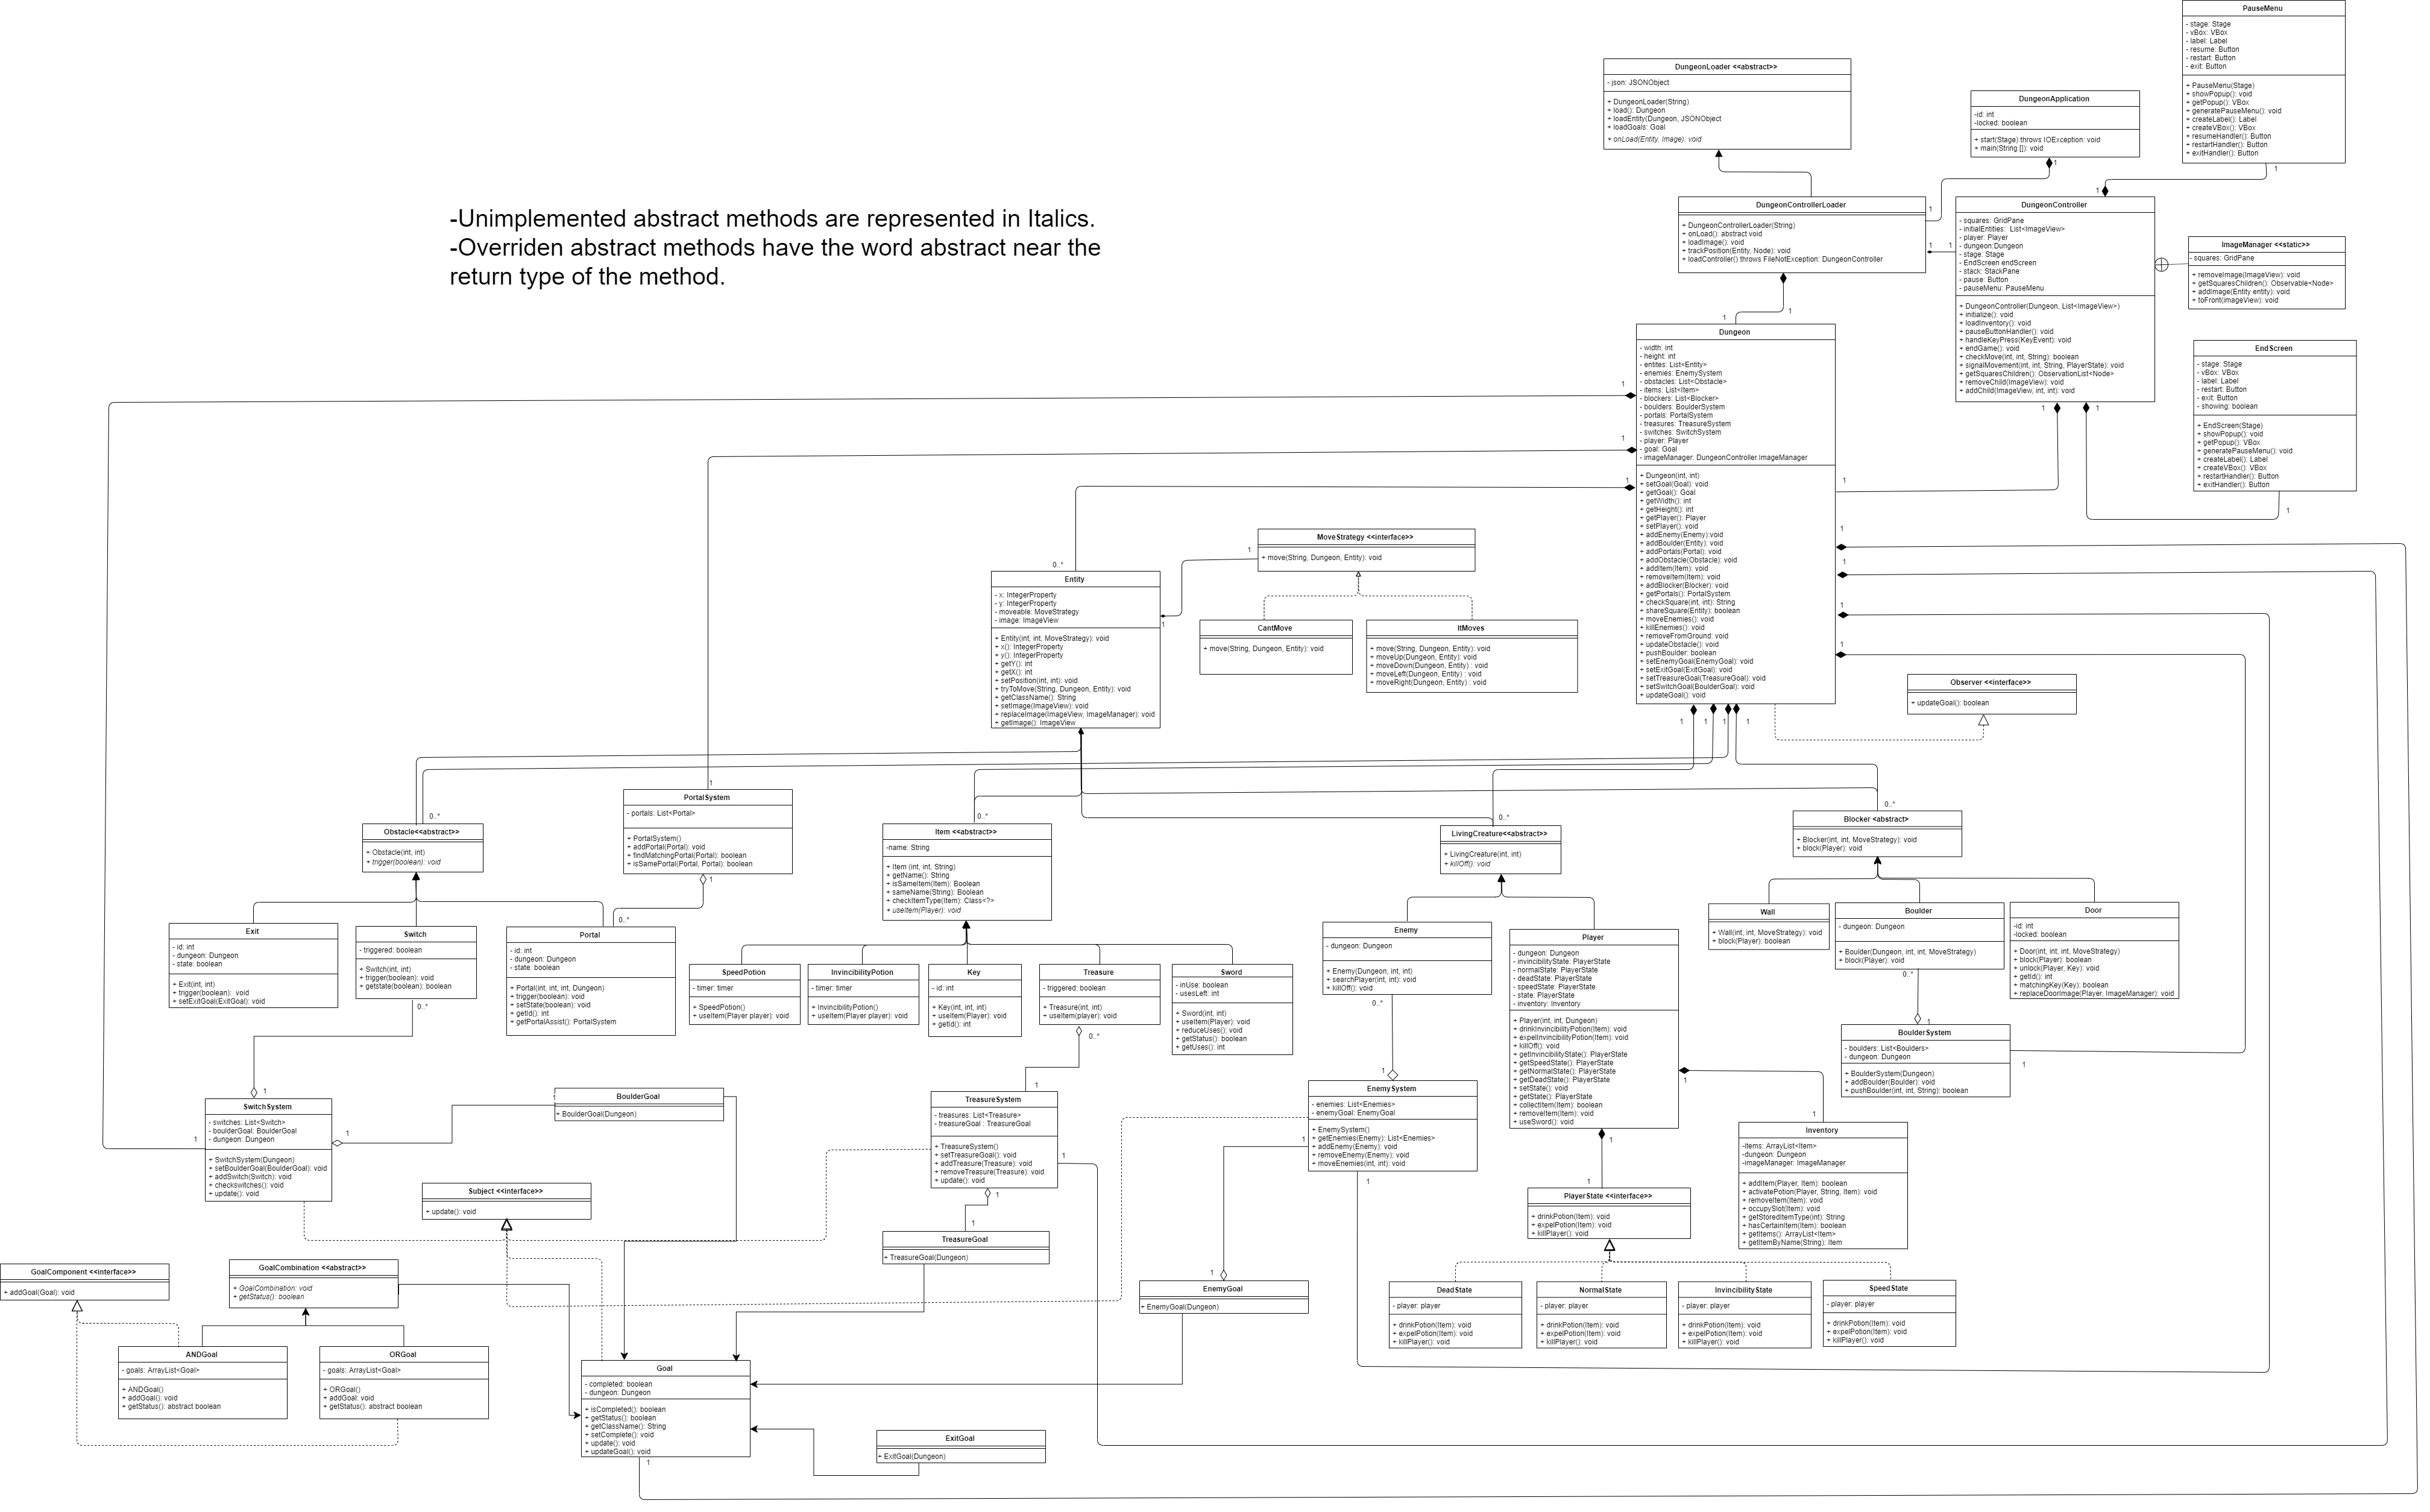 PauseMenu
- stage: Stage
- vBox: VBox
- label: Label
- resume: Button
- restart: Button
- exit: Button
+ PauseMenu(Stage)
+ showPopup(): void
+ getPopup(): VBox
+ generatePauseMenu(): void
+ createLabel(): Label
+ createVBox(): VBox
+ resumeHandler(): Button
+ restartHandler(): Button
+ exitHandler(): Button
1
DungeonLoader <<abstract>>
- json: JSONObject
+ DungeonLoader(String)
+ load(): Dungeon
+ loadEntity(Dungeon, JSONObject
+ loadGoals: Goal
+ onLoad(Entity, Image): void
DungeonApplication
-id: int
-locked: boolean
+ start(Stage) throws IOException: void
+ main(String []): void
1
1
1
-Unimplemented abstract methods are represented in Italics.
-Overriden abstract methods have the word abstract near the
return type of the method.
DungeonControllerLoader
+ DungeonControllerLoader(String)
+ onLoad(): abstract void
+ loadImage(): void
+ trackPosition(Entity, Node): void
+ loadController() throws FileNotException: DungeonController
1
1
DungeonController
- squares: GridPane
- initialEntities:  List<ImageView>
- player: Player
- dungeon:Dungeon
- stage: Stage
- EndScreen endScreen
- stack: StackPane
- pause: Button
- pauseMenu: PauseMenu
+ DungeonController(Dungeon, List<ImageView>)
+ initialize(): void
+ loadInventory(): void
+ pauseButtonHandler(): void
+ handleKeyPress(KeyEvent): void
+ endGame(): void
+ checkMove(int, int, String): boolean
+ signalMovement(int, int, String, PlayerState): void
+ getSquaresChildren(): ObservationList<Node>
+ removeChild(ImageView): void
+ addChild(ImageView, int, int): void
1
1
ImageManager <<static>>
- squares: GridPane
+ removeImage(ImageView): void
+ getSquaresChildren(): Observable<Node>
+ addImage(Entity entity): void
+ toFront(imageView): void
EndScreen
- stage: Stage
- vBox: VBox
- label: Label
- restart: Button
- exit: Button
- showing: boolean
+ EndScreen(Stage)
+ showPopup(): void
+ getPopup(): VBox
+ generatePauseMenu(): void
+ createLabel(): Label
+ createVBox(): VBox
+ restartHandler(): Button
+ exitHandler(): Button
1
1
1
Dungeon
- width: int
- height: int
- entites: List<Entity>
- enemies: EnemySystem
- obstacles: List<Obstacle>
- items: List<Item>
- blockers: List<Blocker>
- boulders: BoulderSystem
- portals: PortalSystem
- treasures: TreasureSystem
- switches: SwitchSystem
- player: Player
- goal: Goal
- imageManager: DungeonController.ImageManager
+ Dungeon(int, int)
+ setGoal(Goal): void
+ getGoal(): Goal
+ getWidth(): int
+ getHeight(): int
+ getPlayer(): Player
+ setPlayer(): void
+ addEnemy(Enemy):void
+ addBoulder(Entity): void
+ addPortals(Portal): void
+ addObstacle(Obstacle): void
+ addItem(Item): void
+ removeItem(Item): void
+ addBlocker(Blocker): void
+ getPortals(): PortalSystem
+ checkSquare(int, int): String
+ shareSquare(Entity): boolean
+ moveEnemies(): void
+ killEnemies(): void
+ removeFromGround: void
+ updateObstacle(): void
+ pushBoulder: boolean
+ setEnemyGoal(EnemyGoal): void
+ setExitGoal(ExitGoal): void
+ setTreasureGoal(TreasureGoal): void
+ setSwitchGoal(BoulderGoal): void
+ updateGoal(): void
1
1
1
1
1
1
1
1
1
1
1
1
MoveStrategy <<interface>>
+ move(String, Dungeon, Entity): void
1
1
0..*
Entity
- x: IntegerProperty
- y: IntegerProperty
- moveable: MoveStrategy
- image: ImageView
+ Entity(int, int, MoveStrategy): void
+ x(): IntegerProperty
+ y(): IntegerProperty
+ getY(): int
+ getX(): int
+ setPosition(int, int): void
+ tryToMove(String, Dungeon, Entity): void
+ getClassName(): String
+ setImage(ImageView): void
+ replaceImage(ImageView, ImageManager): void
+ getImage(): ImageView
CantMove
+ move(String, Dungeon, Entity): void
ItMoves
+ move(String, Dungeon, Entity): void
+ moveUp(Dungeon, Entity): void
+ moveDown(Dungeon, Entity) : void
+ moveLeft(Dungeon, Entity) : void
+ moveRight(Dungeon, Entity) : void
Observer <<interface>>
+ updateGoal(): boolean
1
PortalSystem
- portals: List<Portal>
+ PortalSystem()
+ addPortal(Portal): void
+ findMatchingPortal(Portal): boolean
+ isSamePortal(Portal, Portal): boolean
1
0..*
0..*
Obstacle<<abstract>>
+ Obstacle(int, int)
+ trigger(boolean): void
0..*
Item <<abstract>>
-name: String
+ Item (int, int, String)
+ getName(): String
+ isSameItem(Item): Boolean
+ sameName(String): Boolean
+ checkItemType(Item): Class<?>
+ useItem(Player): void
0..*
LivingCreature<<abstract>>
+ LivingCreature(int, int)
+ killOff(): void
0..*
Blocker <abstract>
+ Blocker(int, int, MoveStrategy): void
+ block(Player): void
Exit
- id: int
- dungeon: Dungeon
- state: boolean
+ Exit(int, int)
+ trigger(boolean):  void
+ setExitGoal(ExitGoal): void
Switch
- triggered: boolean
+ Switch(int, int)
+ trigger(boolean): void
+ getstate(boolean): boolean
0..*
Portal
- id: int
- dungeon: Dungeon
- state: boolean
+ Portal(int, int, int, Dungeon)
+ trigger(boolean): void
+ setState(boolean): void
+ getId(): int
+ getPortalAssist(): PortalSystem
SpeedPotion
- timer: timer
+ SpeedPotion()
+ useItem(Player player): void
InvincibilityPotion
- timer: timer
+ InvincibilityPotion()
+ useItem(Player player): void
Key
- id: int
+ Key(int, int, int)
+ useItem(Player): void
+ getId(): int
Treasure
- triggered: boolean
+ Treasure(int, int)
+ useItem(player): void
0..*
Sword
- inUse: boolean
- usesLeft: int
+ Sword(int, int)
+ useItem(Player): void
+ reduceUses(): void
+ getStatus(): boolean
+ getUses(): int
Enemy
- dungeon: Dungeon
+ Enemy(Dungeon, int, int)
+ searchPlayer(int, int): void
+ killOff(): void
0..*
Player
- dungeon: Dungeon
- invincibilityState: PlayerState
- normalState: PlayerState
- deadState: PlayerState
- speedState: PlayerState
- state: PlayerState
- inventory: Inventory
+ Player(int, int, Dungeon)
+ drinkInvincibilityPotion(Item): void
+ expelInvincibilityPotion(Item): void
+ killOff(): void
+ getInvincibilityState(): PlayerState
+ getSpeedState(): PlayerState
+ getNormalState(): PlayerState
+ getDeadState(): PlayerState
+ setState(): void
+ getState(): PlayerState
+ collectItem(Item): boolean
+ removeItem(Item): void
+ useSword(): void
1
1
1
Wall
+ Wall(int, int, MoveStrategy): void
+ block(Player): boolean
Boulder
- dungeon: Dungeon
+ Boulder(Dungeon, int, int, MoveStrategy)
+ block(Player): void
0..*
Door
-id: int
-locked: boolean
+ Door(int, int, int, MoveStrategy)
+ block(Player): boolean
+ unlock(Player, Key): void
+ getId(): int
+ matchingKey(Key): boolean
+ replaceDoorImage(Player, ImageManager): void
1
BoulderSystem
- boulders: List<Boulders>
- dungeon: Dungeon
+ BoulderSystem(Dungeon)
+ addBoulder(Boulder): void
+ pushBoulder(int, int, String): boolean
1
1
SwitchSystem
- switches: List<Switch>
- boulderGoal: BoulderGoal
- dungeon: Dungeon
+ SwitchSystem(Dungeon)
+ setBoulderGoal(BoulderGoal): void
+ addSwitch(Switch): void
+ checkswitches(): void
+ update(): void
1
1
1
BoulderGoal
+ BoulderGoal(Dungeon)
1
TreasureSystem
- treasures: List<Treasure>
- treasureGoal : TreasureGoal
+ TreasureSystem()
+ setTreasureGoal(): void
+ addTreasure(Treasure): void
+ removeTreasure(Treasure): void
+ update(): void
1
1
1
1
EnemySystem
- enemies: List<Enemies>
- enemyGoal: EnemyGoal
+ EnemySystem()
+ getEnemies(Enemy): List<Enemies>
+ addEnemy(Enemy): void
+ removeEnemy(Enemy): void
+ moveEnemies(int, int): void
1
1
1
Inventory
-items: ArrayList<Item>
-dungeon: Dungeon
-imageManager: ImageManager
+ addItem(Player, Item): boolean
+ activatePotion(Player, String, Item): void
+ removeItem(Item): void
+ occupySlot(Item): void
+ getStoredItemType(int): String
+ hasCertainItem(Item): boolean
+ getItems(): ArrayList<Item>
+ getItemByName(String): Item
Subject <<interface>>
+ update(): void
PlayerState <<interface>>
+ drinkPotion(Item): void
+ expelPotion(Item): void
+ killPlayer(): void
TreasureGoal
+ TreasureGoal(Dungeon)
GoalComponent <<interface>>
+ addGoal(Goal): void
GoalCombination <<abstract>>
+ GoalCombination: void
+ getStatus(): boolean
1
EnemyGoal
+ EnemyGoal(Dungeon)
DeadState
- player: player
+ drinkPotion(Item): void
+ expelPotion(Item): void
+ killPlayer(): void
NormalState
- player: player
+ drinkPotion(Item): void
+ expelPotion(Item): void
+ killPlayer(): void
InvincibilityState
- player: player
+ drinkPotion(Item): void
+ expelPotion(Item): void
+ killPlayer(): void
SpeedState
- player: player
+ drinkPotion(Item): void
+ expelPotion(Item): void
+ killPlayer(): void
ANDGoal
- goals: ArrayList<Goal>
+ ANDGoal()
+ addGoal(): void
+ getStatus(): abstract boolean
ORGoal
- goals: ArrayList<Goal>
+ ORGoal()
+ addGoal: void
+ getStatus(): abstract boolean
Goal
- completed: boolean
- dungeon: Dungeon
+ isCompleted(): boolean
+ getStatus(): boolean
+ getClassName(): String
+ setComplete(): void
+ update(): void
+ updateGoal(): void
1
ExitGoal
+ ExitGoal(Dungeon)